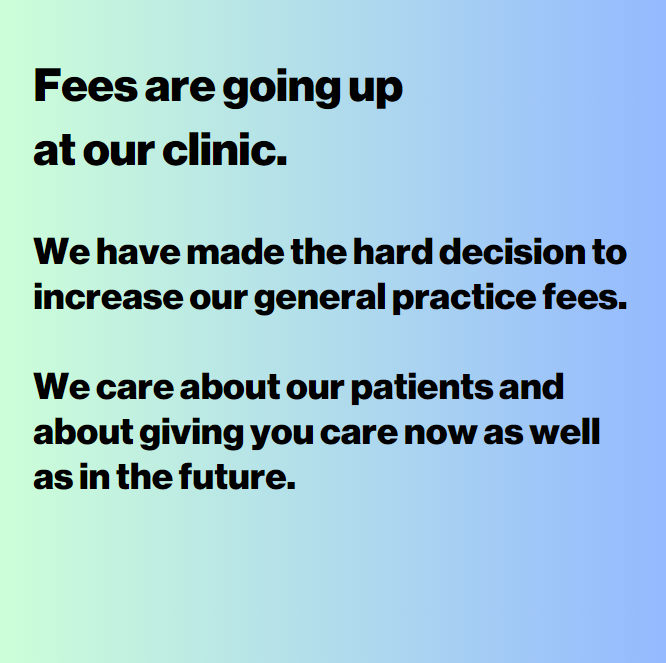 Fees are going up
at our clinic.
We have made the hard decision to
increase our general practice fees.
We care about our patients and
about giving you care now as well
as in the future.